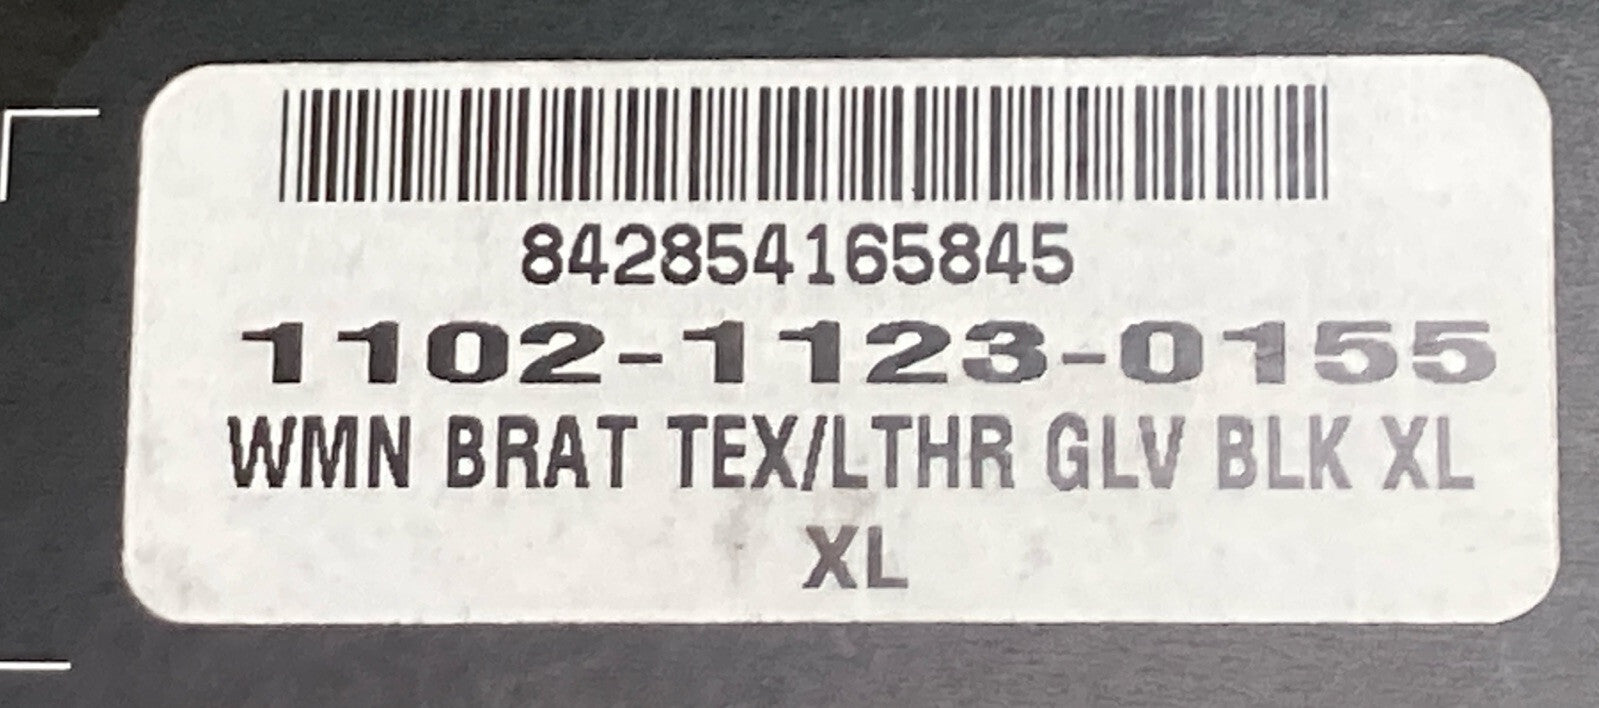 842854165845
1102-1123-0155
WMN BRAT TEX/LTHR GLV BLK XL
XL